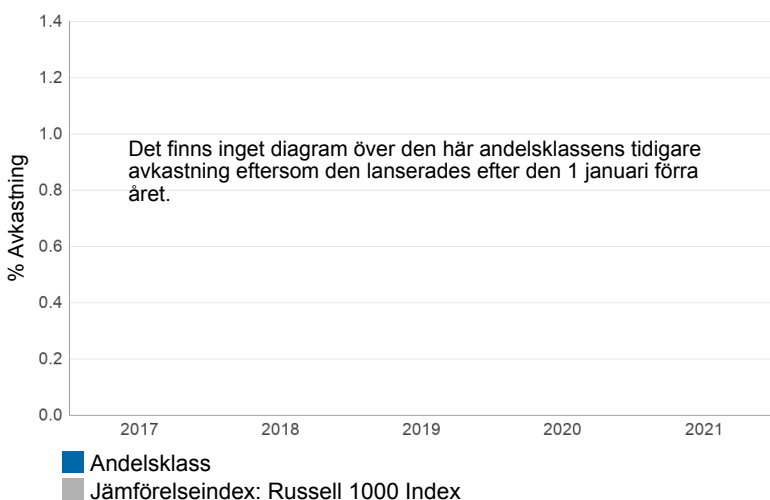 1.4
1.2
1.0
Det finns inget diagram över den här andelsklassens tidigare
avkastning eftersom den lanserades efter den 1 januari förra
året.
% Avkastning
0.8
0.6
0.4
0.2
0.0
2017 2018 2019 2020 2021
Andelsklass
Jämförelseindex: Russell 1000 Index